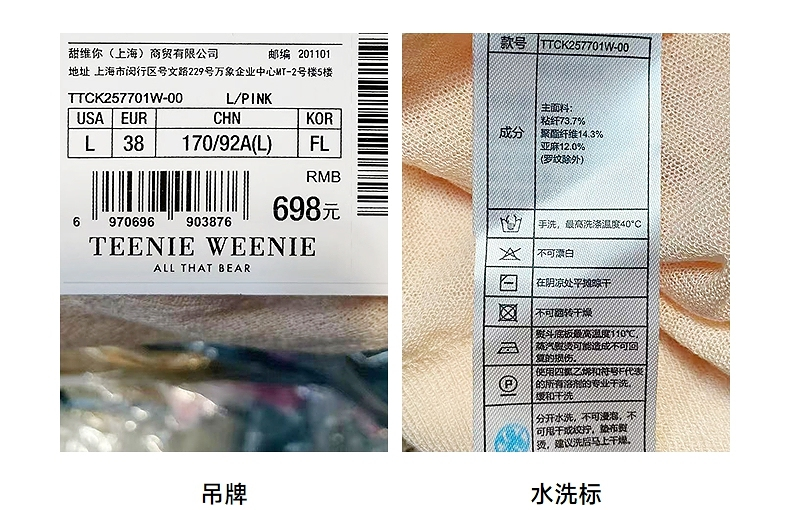 甜维你（上海）商贸有限公司 邮编 201101
地址 上海市闵行区号文路229号万象企业中心MT-2号楼5楼
TTCK257701W-00 L/PINK
USA EUR CHN KOR
L 38 170/92A(L) FL
RMB
698元
6 970696 903876
TEENIE WEENIE
ALL THAT BEAR
吊牌
款号 TTCK257701W-00
成分
主面料：
粘纤73.7%
聚酯纤维14.3%
亚麻12.0%
(罗纹除外)
手洗，最高洗涤温度40°C
不可漂白
在阴凉处平摊晾干
不可翻转干燥
熨斗底板最高温度110℃，
蒸汽熨烫可能造成不可回
复的损伤。
P
使用四氯乙烯和符号F代表
的所有溶剂的专业干洗，
缓和干洗
分开水洗，不可浸泡，不
可甩干或绞拧，垫布熨
烫，建议洗后马上干燥。
水洗标